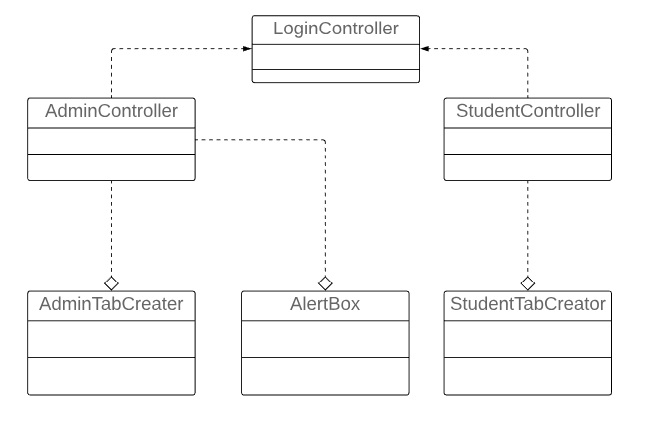 LoginController
AdminController
StudentController
AdminTabCreater
AlertBox
StudentTabCreator